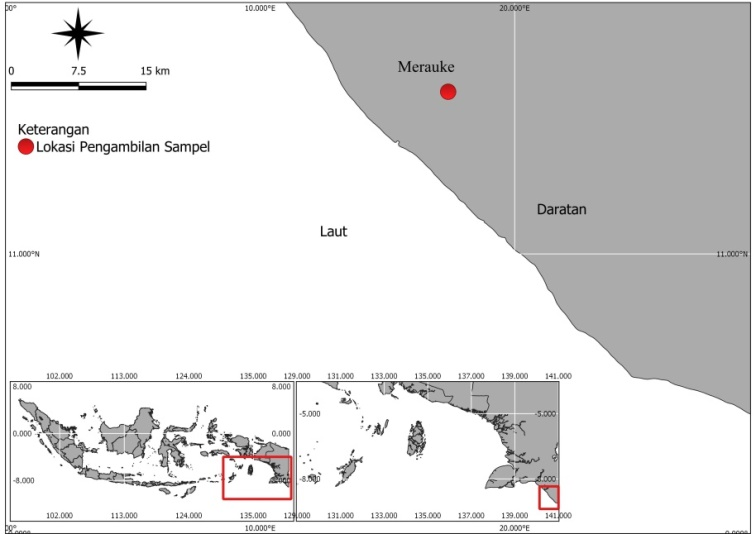 00°
10.000°E
20.000°E
0 7.5 15 km
Merauke
Keterangan
Lokasi Pengambilan Sampel
Daratan
Laut
11.000°N
11.000°N
102.000 113.000 124.000 135.000 129.000 131.000 133.000 135.000 137.000 139.000 141.000
8.000
8.000
-5.000
-5.000
0.000
0.000
-8.000
-8.000
-8.000
102.000 113.000 124.000 135.000 129.000 131.000 133.000 135.000 137.000 139.000 141.000
00°
10.000°E
20.000°E